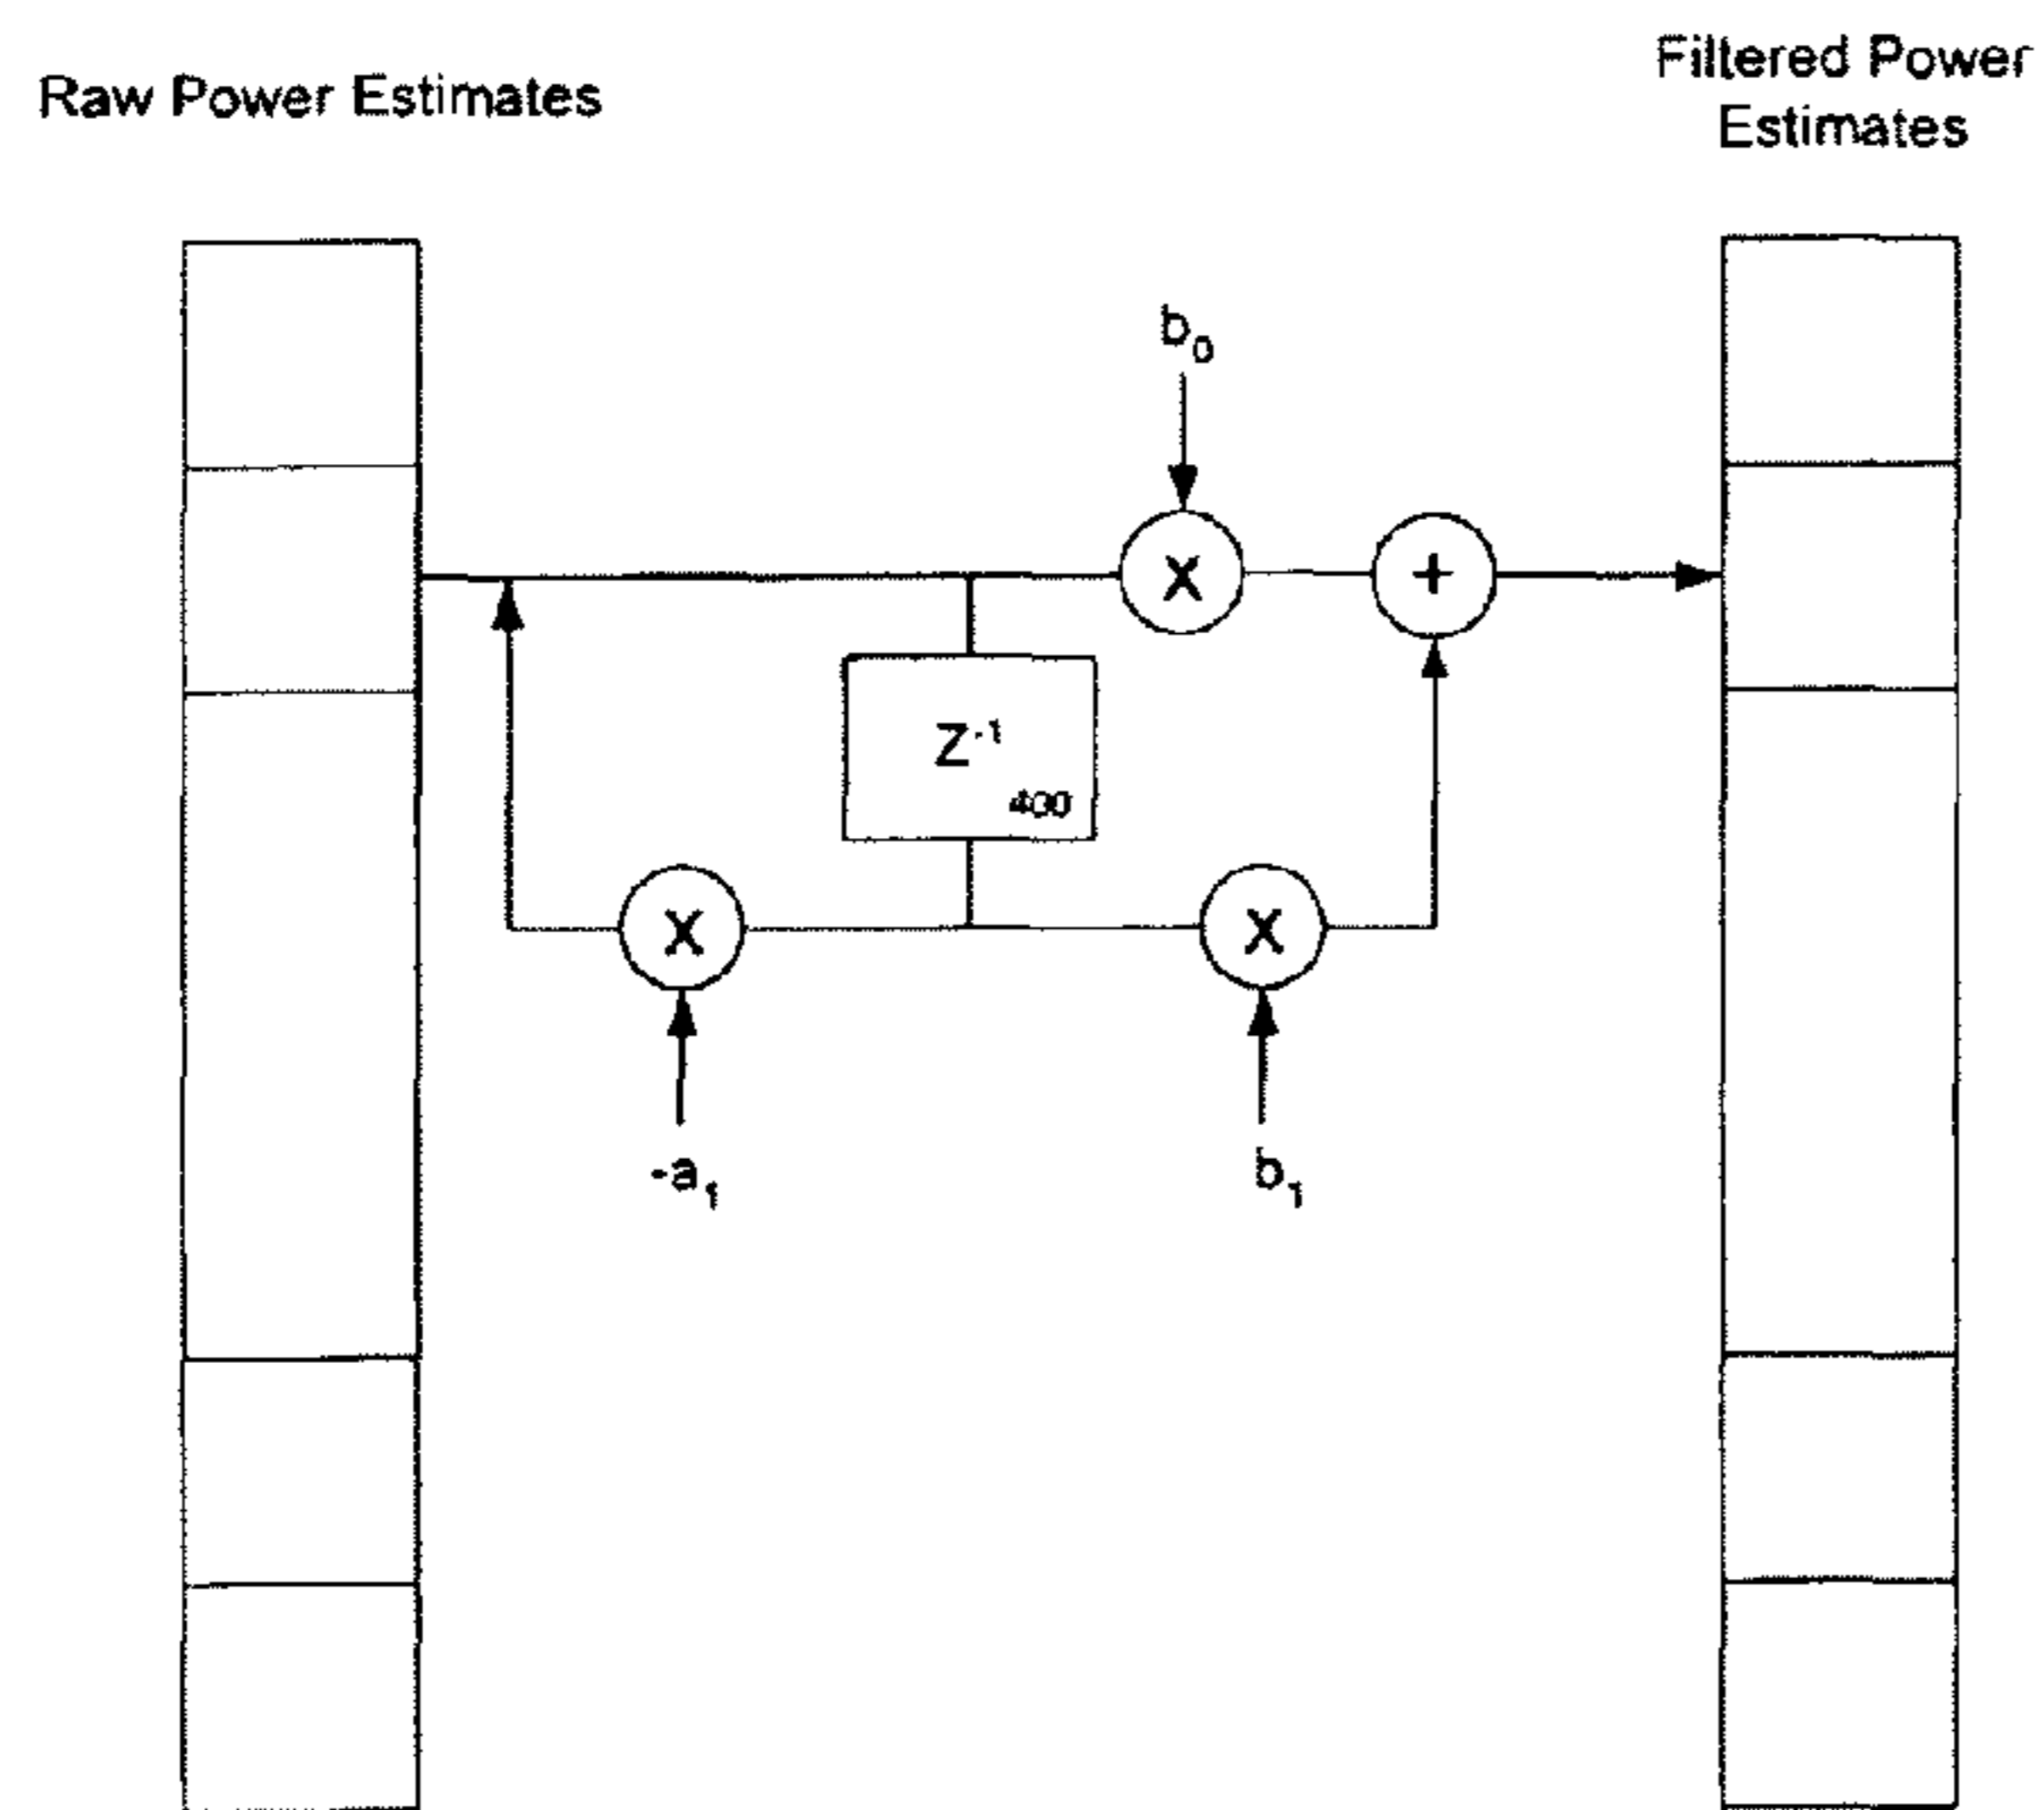 Raw Power Estimates
Filtered Power
Estimates
b₀
X
+
Z⁻¹
400
X
X
-a₁
b₁